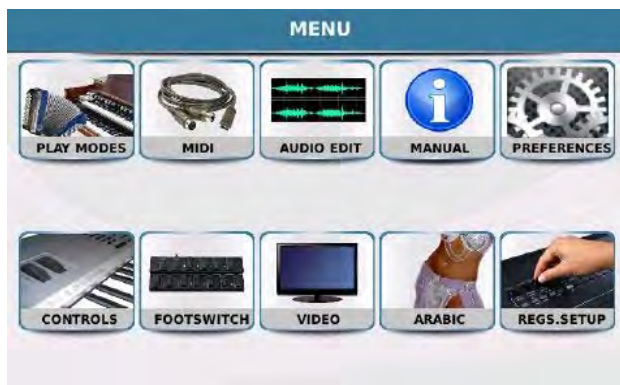 MENU
PLAY MODES
MIDI
AUDIO EDIT
MANUAL
PREFERENCES
CONTROLS
FOOTSWITCH
VIDEO
ARABIC
REGS.SETUP